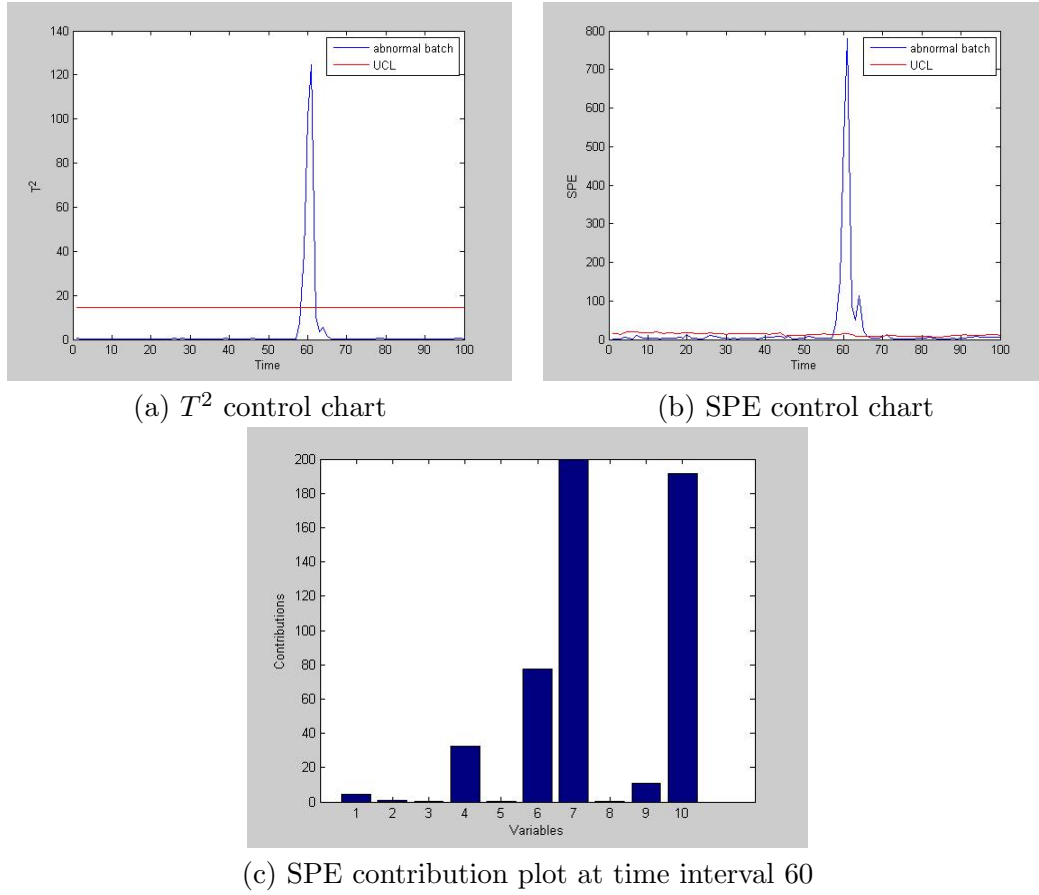 140
120
100
80
60
40
20
0
T²
0 10 20 30 40 50 60 70 80 90 100
Time
abnormal batch
UCL
(a) T² control chart
800
700
600
500
400
300
200
100
0
SPE
0 10 20 30 40 50 60 70 80 90 100
Time
abnormal batch
UCL
(b) SPE control chart
200
180
160
140
120
100
80
60
40
20
0
Contributions
1 2 3 4 5 6 7 8 9 10
Variables
(c) SPE contribution plot at time interval 60